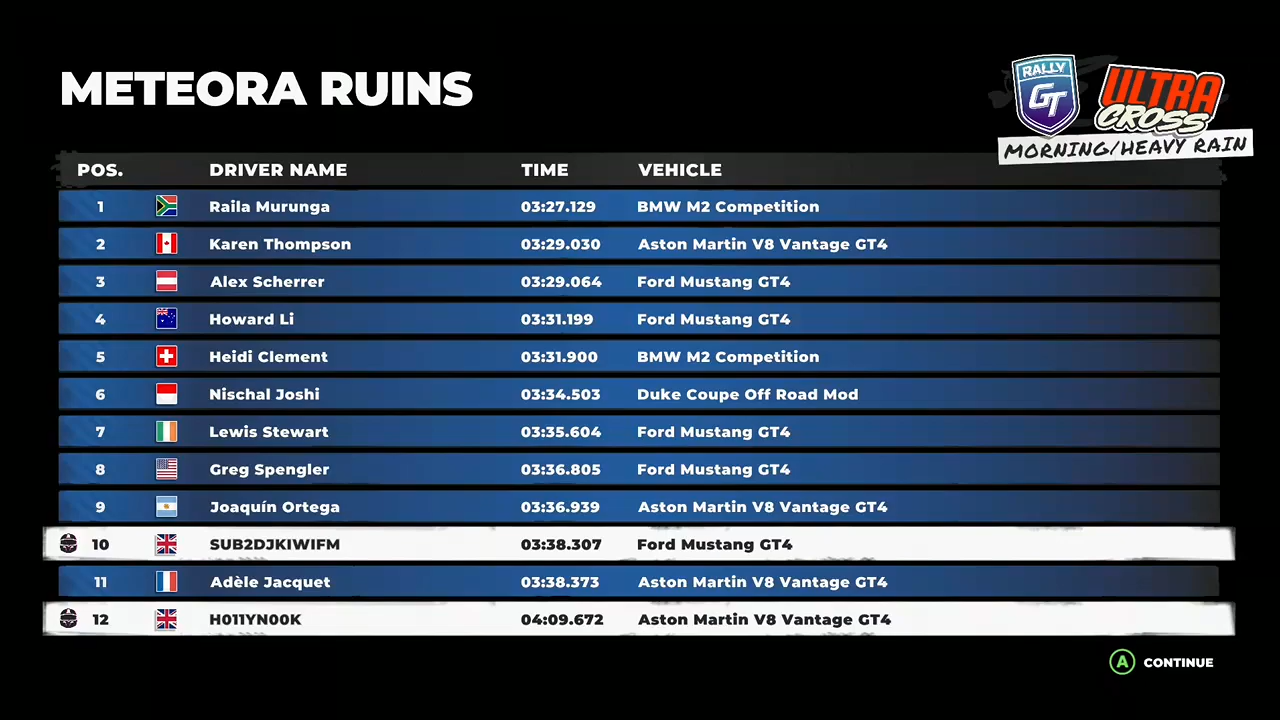 METEORA RUINS
RALLY GT ULTRA CROSS
MORNING/HEAVY RAIN
POS. DRIVER NAME TIME VEHICLE
1 Raila Murunga 03:27.129 BMW M2 Competition
2 Karen Thompson 03:29.030 Aston Martin V8 Vantage GT4
3 Alex Scherrer 03:29.064 Ford Mustang GT4
4 Howard Li 03:31.199 Ford Mustang GT4
5 Heidi Clement 03:31.900 BMW M2 Competition
6 Nischal Joshi 03:34.503 Duke Coupe Off Road Mod
7 Lewis Stewart 03:35.604 Ford Mustang GT4
8 Greg Spengler 03:36.805 Ford Mustang GT4
9 Joaquín Ortega 03:36.939 Aston Martin V8 Vantage GT4
10 SUB2DJKIWIFM 03:38.307 Ford Mustang GT4
11 Adèle Jacquet 03:38.373 Aston Martin V8 Vantage GT4
12 H011YN00K 04:09.672 Aston Martin V8 Vantage GT4
A CONTINUE